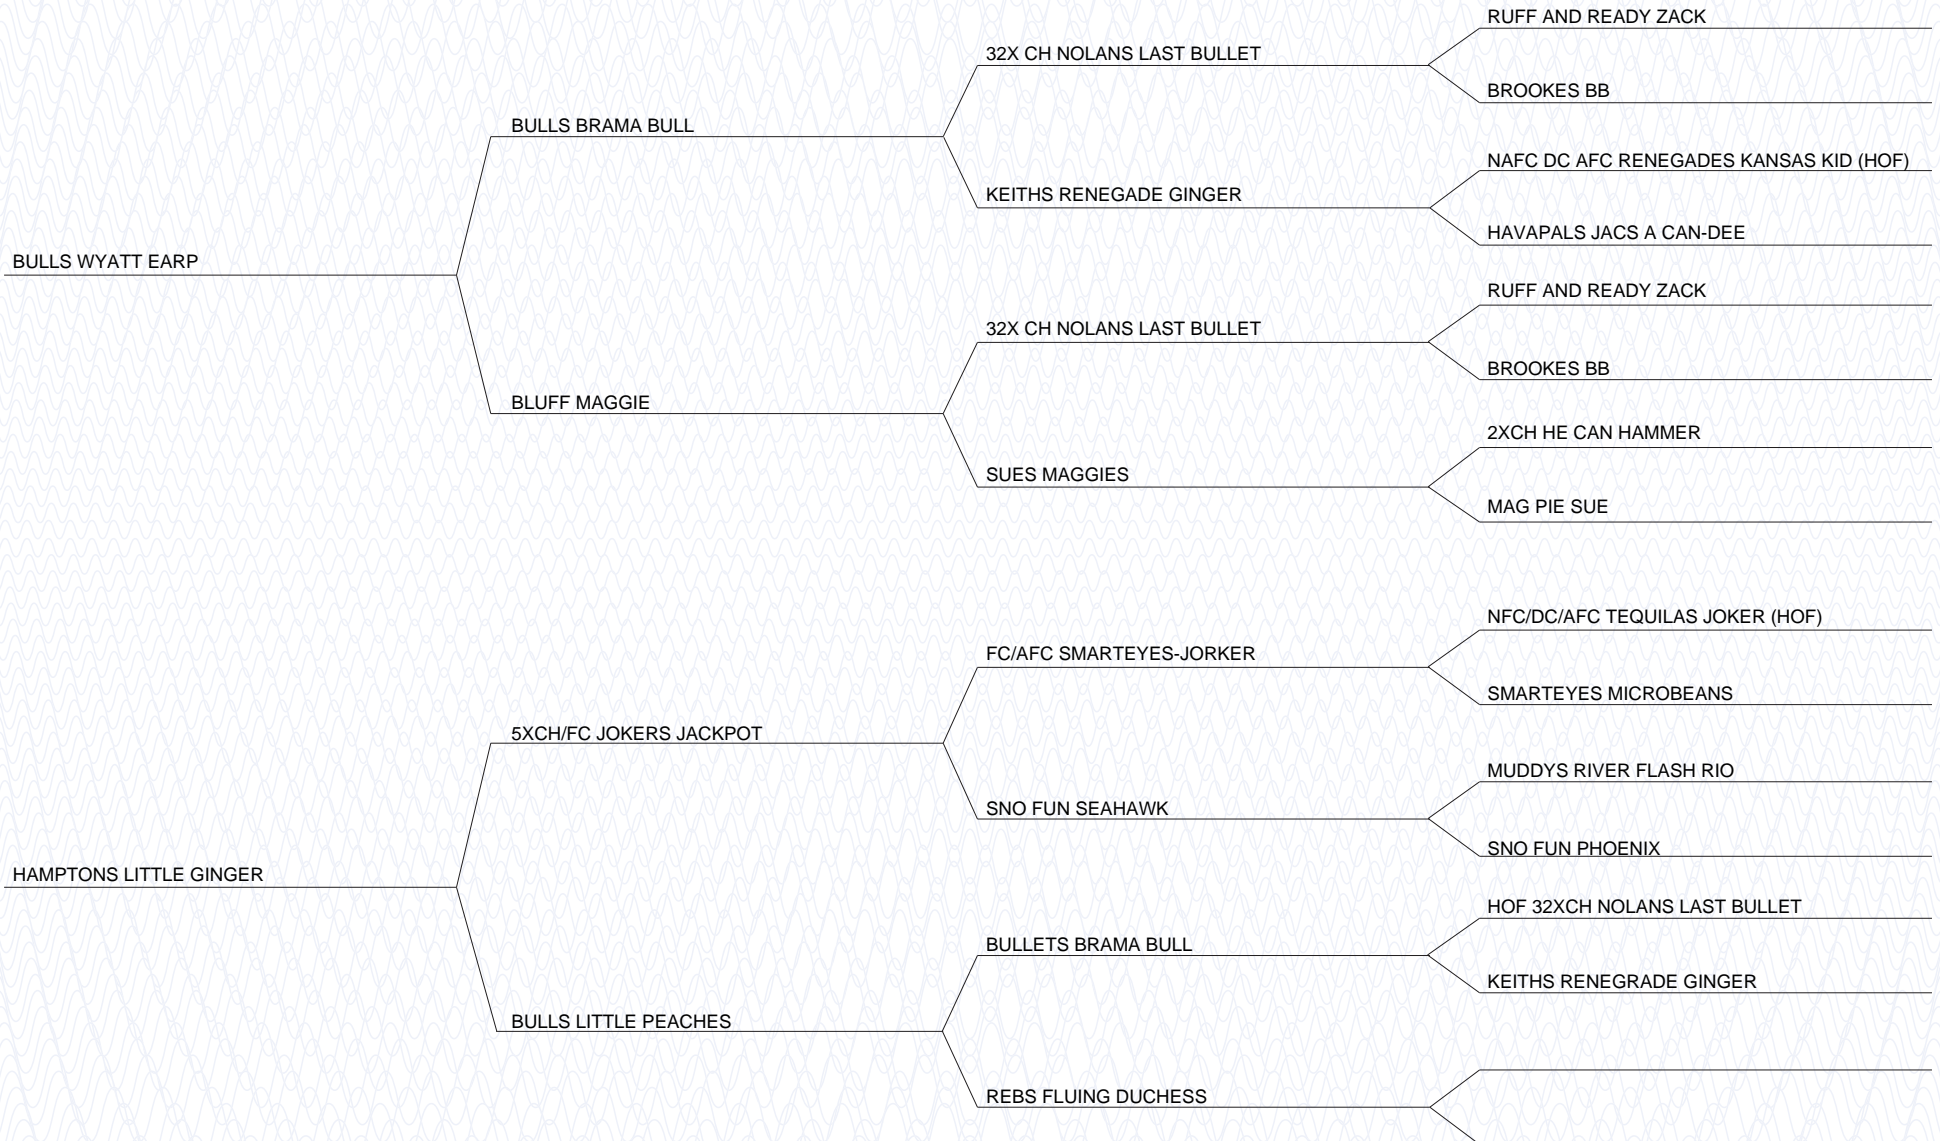 RUFF AND READY ZACK
32X CH NOLANS LAST BULLET
BROOKES BB
BULLS BRAMA BULL
NAFC DC AFC RENEGADES KANSAS KID (HOF)
KEITHS RENEGADE GINGER
HAVAPALS JACS A CAN-DEE
BULLS WYATT EARP
RUFF AND READY ZACK
32X CH NOLANS LAST BULLET
BROOKES BB
BLUFF MAGGIE
2XCH HE CAN HAMMER
SUES MAGGIES
MAG PIE SUE
NFC/DC/AFC TEQUILAS JOKER (HOF)
FC/AFC SMARTEYES-JORKER
SMARTEYES MICROBEANS
5XCH/FC JOKERS JACKPOT
MUDDYS RIVER FLASH RIO
SNO FUN SEAHAWK
SNO FUN PHOENIX
HAMPTONS LITTLE GINGER
HOF 32XCH NOLANS LAST BULLET
BULLETS BRAMA BULL
KEITHS RENEGRADE GINGER
BULLS LITTLE PEACHES
REBS FLUING DUCHESS